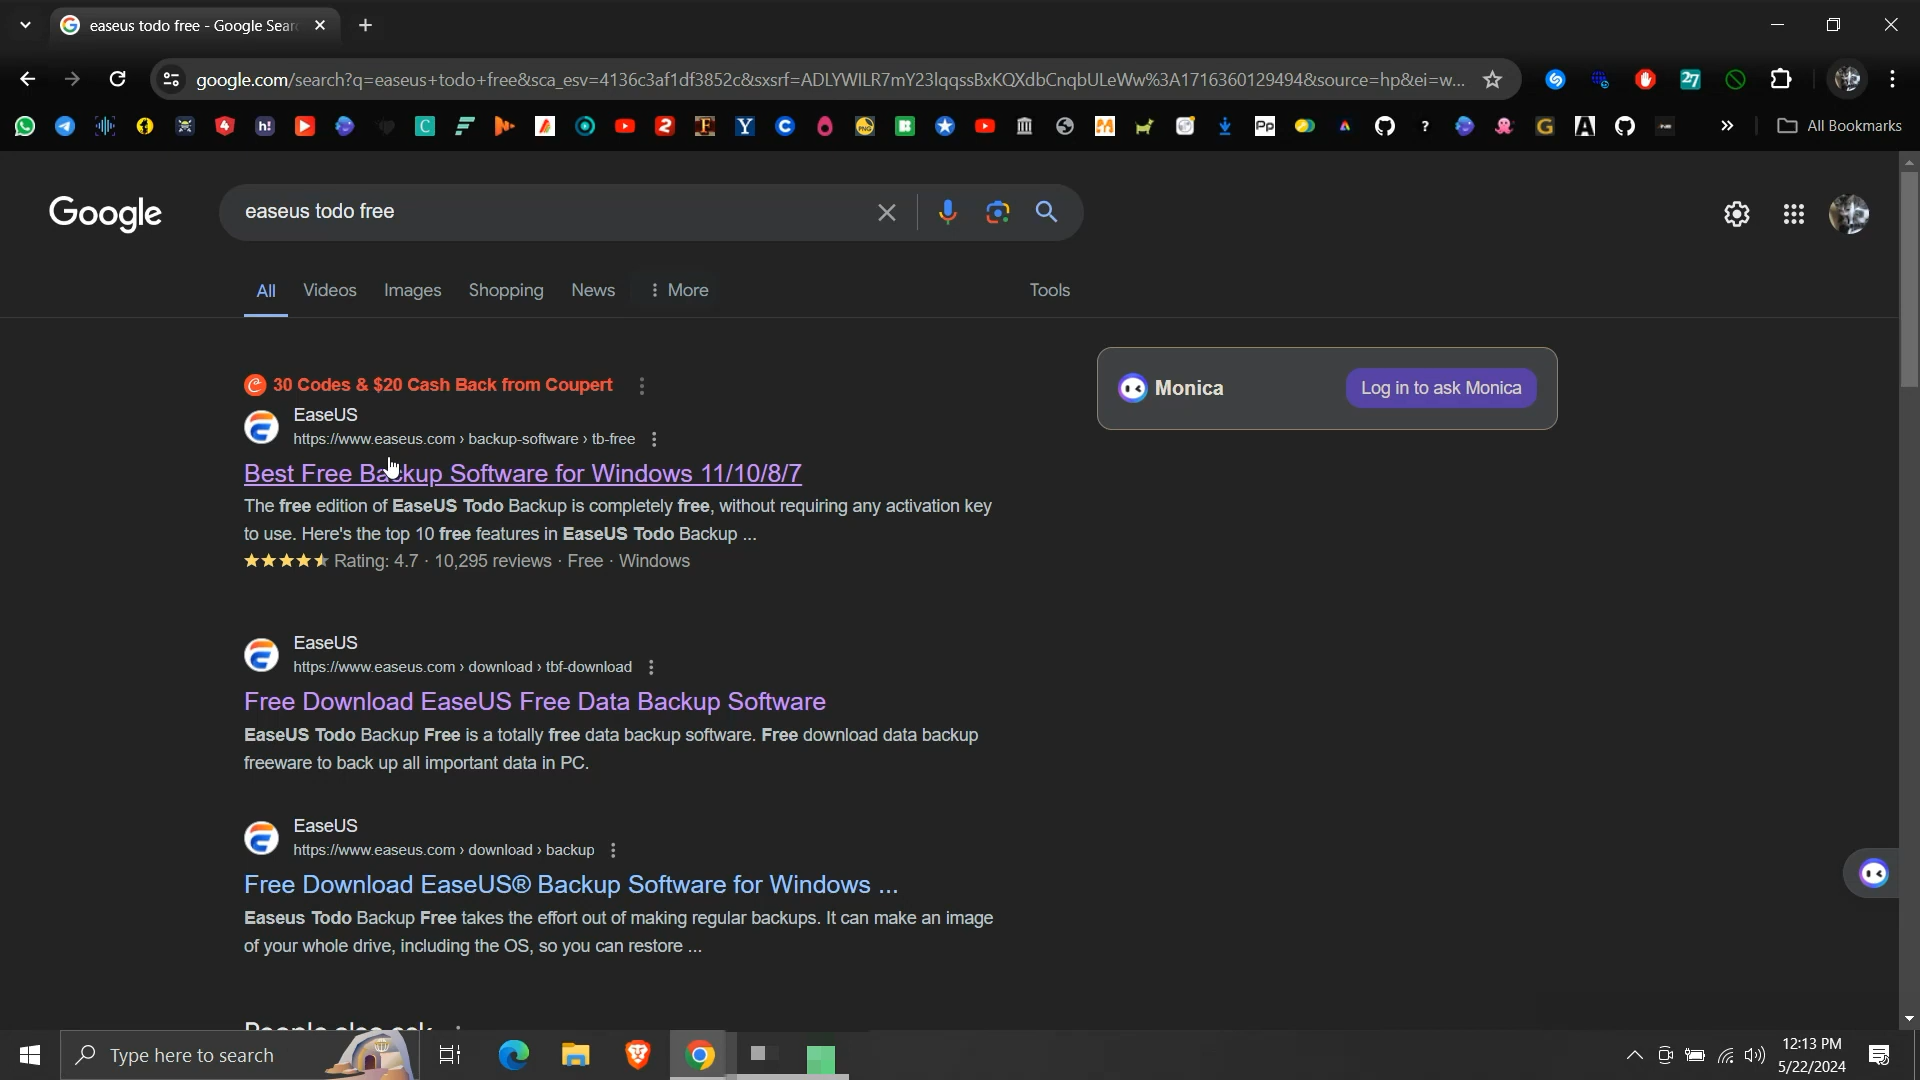 easeus todo free - Google Sear
google.com/search?q=easeus+todo+free&sca_esv=4136c3af1df3852c&sxsrf=ADLYWILR7mY23lqqssBxKQXdbCnqbULeWw%3A1716360129494&source=hp&ei=w...
All Bookmarks
Google
easeus todo free
All Videos Images Shopping News More Tools
30 Codes & $20 Cash Back from Coupert
EaseUS
https://www.easeus.com › backup-software › tb-free
Best Free Backup Software for Windows 11/10/8/7
The free edition of EaseUS Todo Backup is completely free, without requiring any activation key
to use. Here's the top 10 free features in EaseUS Todo Backup ...
Rating: 4.7 · 10,295 reviews · Free · Windows
Monica
Log in to ask Monica
EaseUS
https://www.easeus.com › download › tbf-download
Free Download EaseUS Free Data Backup Software
EaseUS Todo Backup Free is a totally free data backup software. Free download data backup
freeware to back up all important data in PC.
EaseUS
https://www.easeus.com › download › backup
Free Download EaseUS® Backup Software for Windows ...
Easeus Todo Backup Free takes the effort out of making regular backups. It can make an image
of your whole drive, including the OS, so you can restore ...
People also ask
Type here to search
12:13 PM
5/22/2024